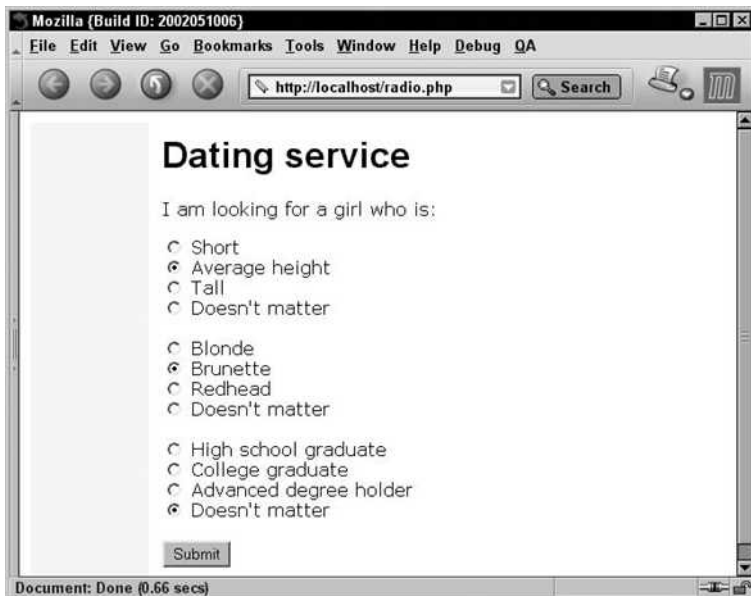 Mozilla {Build ID: 2002051006}
File Edit View Go Bookmarks Tools Window Help Debug QA
http://localhost/radio.php Search
Dating service
I am looking for a girl who is:
Short
Average height
Tall
Doesn't matter
Blonde
Brunette
Redhead
Doesn't matter
High school graduate
College graduate
Advanced degree holder
Doesn't matter
Submit
Document: Done (0.66 secs)